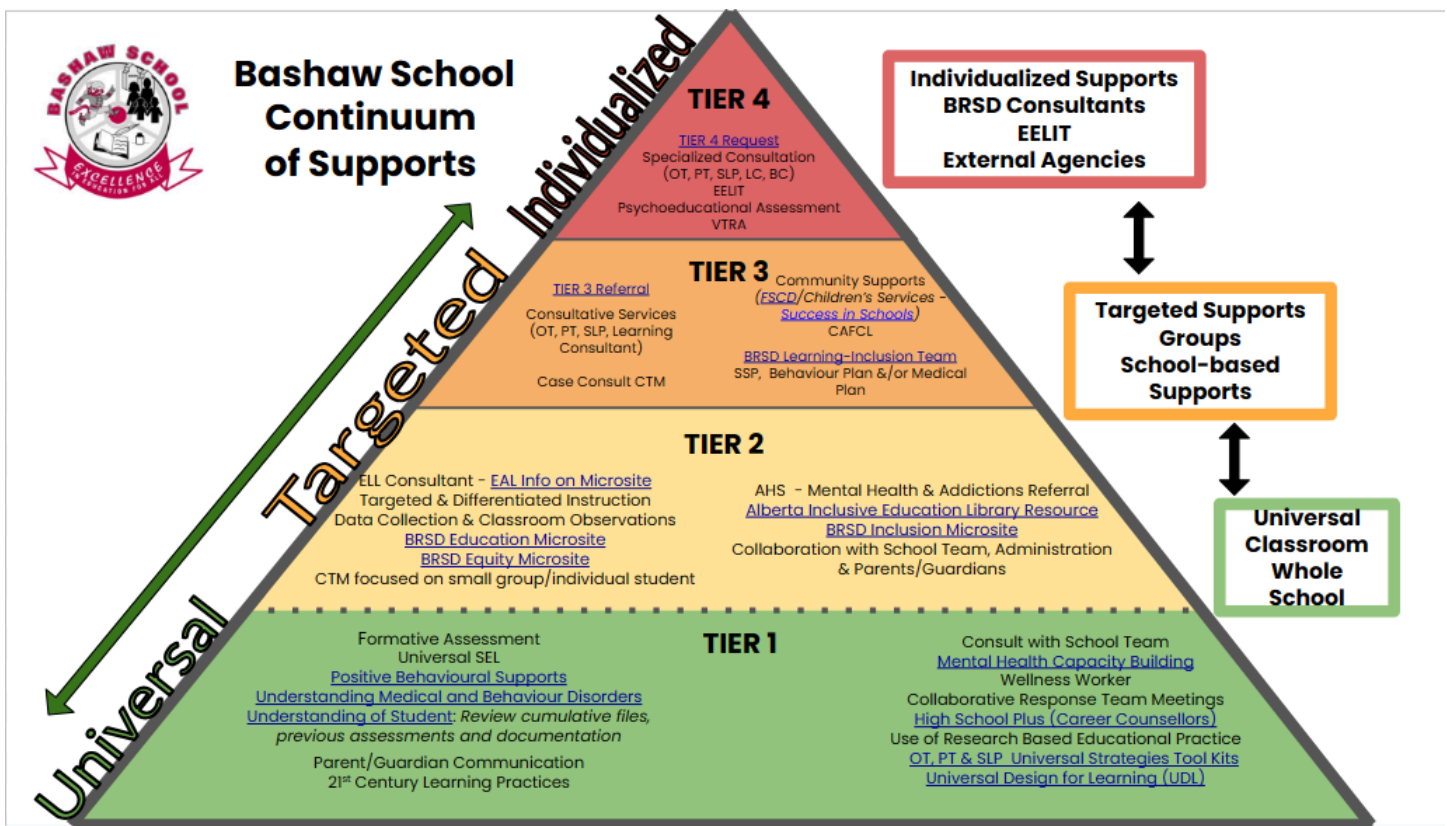 BASHAW SCHOOL
EXCELLENCE
IN EDUCATION FOR ALL
Bashaw School
Continuum
of Supports
Individualized
Targeted
Universal
TIER 4
TIER 4 Request
Specialized Consultation
(OT, PT, SLP, LC, BC)
EELIT
Psychoeducational Assessment
VTRA
Individualized Supports
BRSD Consultants
EELIT
External Agencies
TIER 3
TIER 3 Referral
Consultative Services
(OT, PT, SLP, Learning
Consultant)
Case Consult CTM
Community Supports
(FSCD/Children's Services -
Success in Schools)
CAFCL
BRSD Learning-Inclusion Team
SSP, Behaviour Plan &/or Medical
Plan
Targeted Supports
Groups
School-based
Supports
TIER 2
ELL Consultant - EAL Info on Microsite
Targeted & Differentiated Instruction
Data Collection & Classroom Observations
BRSD Education Microsite
BRSD Equity Microsite
CTM focused on small group/individual student
AHS - Mental Health & Addictions Referral
Alberta Inclusive Education Library Resource
BRSD Inclusion Microsite
Collaboration with School Team, Administration
& Parents/Guardians
Universal
Classroom
Whole
School
TIER 1
Formative Assessment
Universal SEL
Positive Behavioural Supports
Understanding Medical and Behaviour Disorders
Understanding of Student: Review cumulative files,
previous assessments and documentation
Parent/Guardian Communication
21st Century Learning Practices
Consult with School Team
Mental Health Capacity Building
Wellness Worker
Collaborative Response Team Meetings
High School Plus (Career Counsellors)
Use of Research Based Educational Practice
OT, PT & SLP Universal Strategies Tool Kits
Universal Design for Learning (UDL)